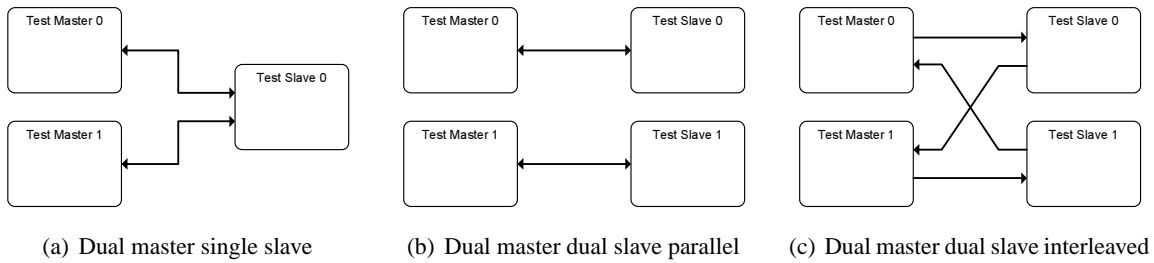 Test Master 0
Test Slave 0
Test Master 1
(a) Dual master single slave
Test Master 0
Test Slave 0
Test Master 1
Test Slave 1
(b) Dual master dual slave parallel
Test Master 0
Test Slave 0
Test Master 1
Test Slave 1
(c) Dual master dual slave interleaved